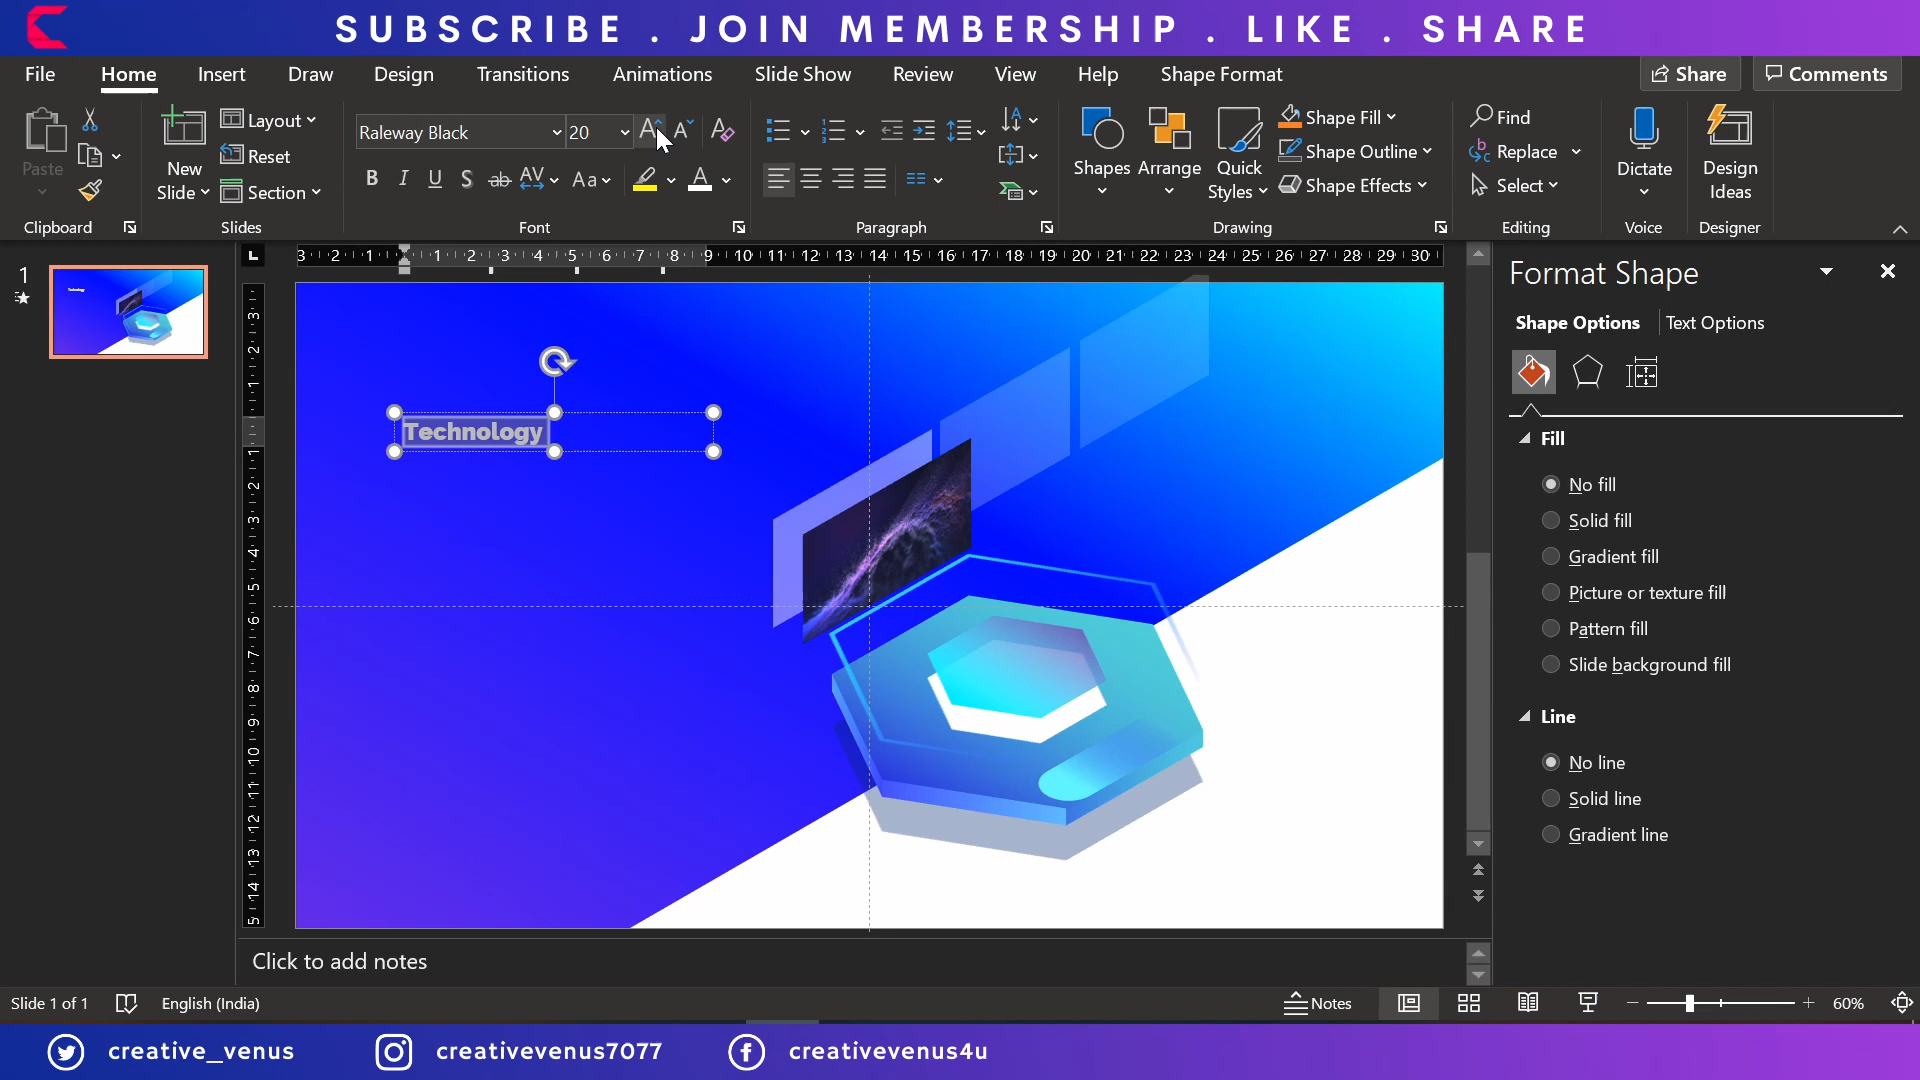 SUBSCRIBE . JOIN MEMBERSHIP . LIKE . SHARE
File Home Insert Draw Design Transitions Animations Slide Show Review View Help Shape Format Share Comments
Paste
Clipboard
New Slide
Layout
Reset
Section
Slides
Raleway Black 20
Font
Paragraph
Shapes
Arrange
Quick Styles
Shape Fill
Shape Outline
Shape Effects
Drawing
Find
Replace
Select
Editing
Dictate
Voice
Design Ideas
Designer
1
Technology
Format Shape
Shape Options Text Options
Fill
No fill
Solid fill
Gradient fill
Picture or texture fill
Pattern fill
Slide background fill
Line
No line
Solid line
Gradient line
Click to add notes
Slide 1 of 1 English (India) Notes 60%
creative_venus creativevenus7077 creativevenus4u